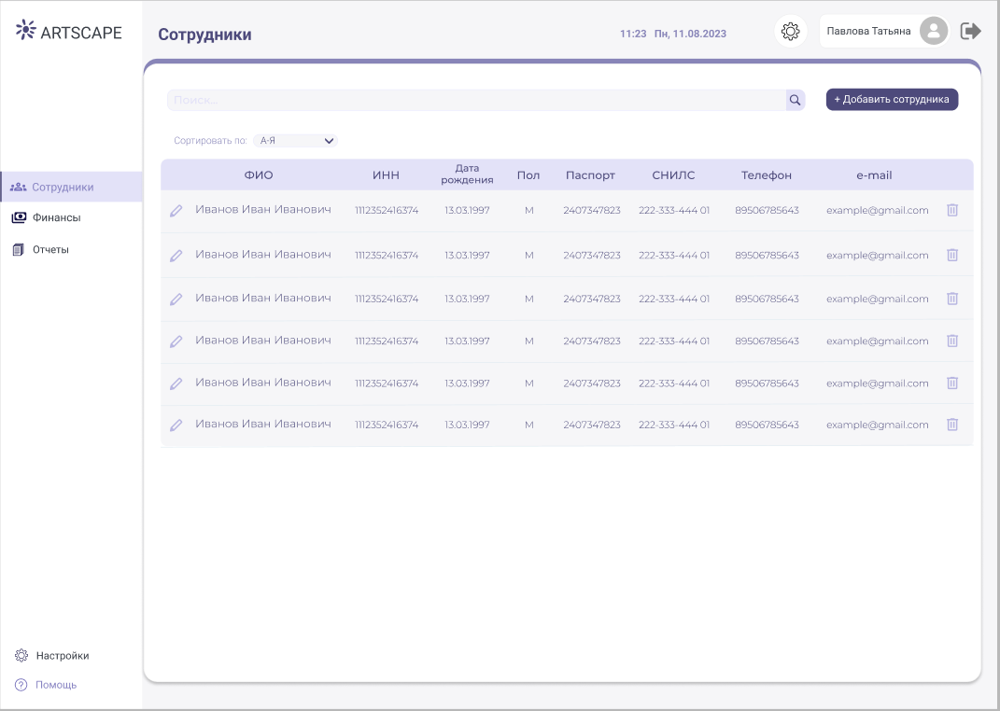 ARTSCAPE
Сотрудники
11:23 Пн, 11.08.2023
Павлова Татьяна
Поиск...
+ Добавить сотрудника
Сортировать по: А-Я
ФИО ИНН Дата рождения Пол Паспорт СНИЛС Телефон e-mail
Иванов Иван Иванович 1112352416374 13.03.1997 М 2407347823 222-333-444 01 89506785643 example@gmail.com
Иванов Иван Иванович 1112352416374 13.03.1997 М 2407347823 222-333-444 01 89506785643 example@gmail.com
Иванов Иван Иванович 1112352416374 13.03.1997 М 2407347823 222-333-444 01 89506785643 example@gmail.com
Иванов Иван Иванович 1112352416374 13.03.1997 М 2407347823 222-333-444 01 89506785643 example@gmail.com
Иванов Иван Иванович 1112352416374 13.03.1997 М 2407347823 222-333-444 01 89506785643 example@gmail.com
Иванов Иван Иванович 1112352416374 13.03.1997 М 2407347823 222-333-444 01 89506785643 example@gmail.com
Сотрудники
Финансы
Отчеты
Настройки
Помощь